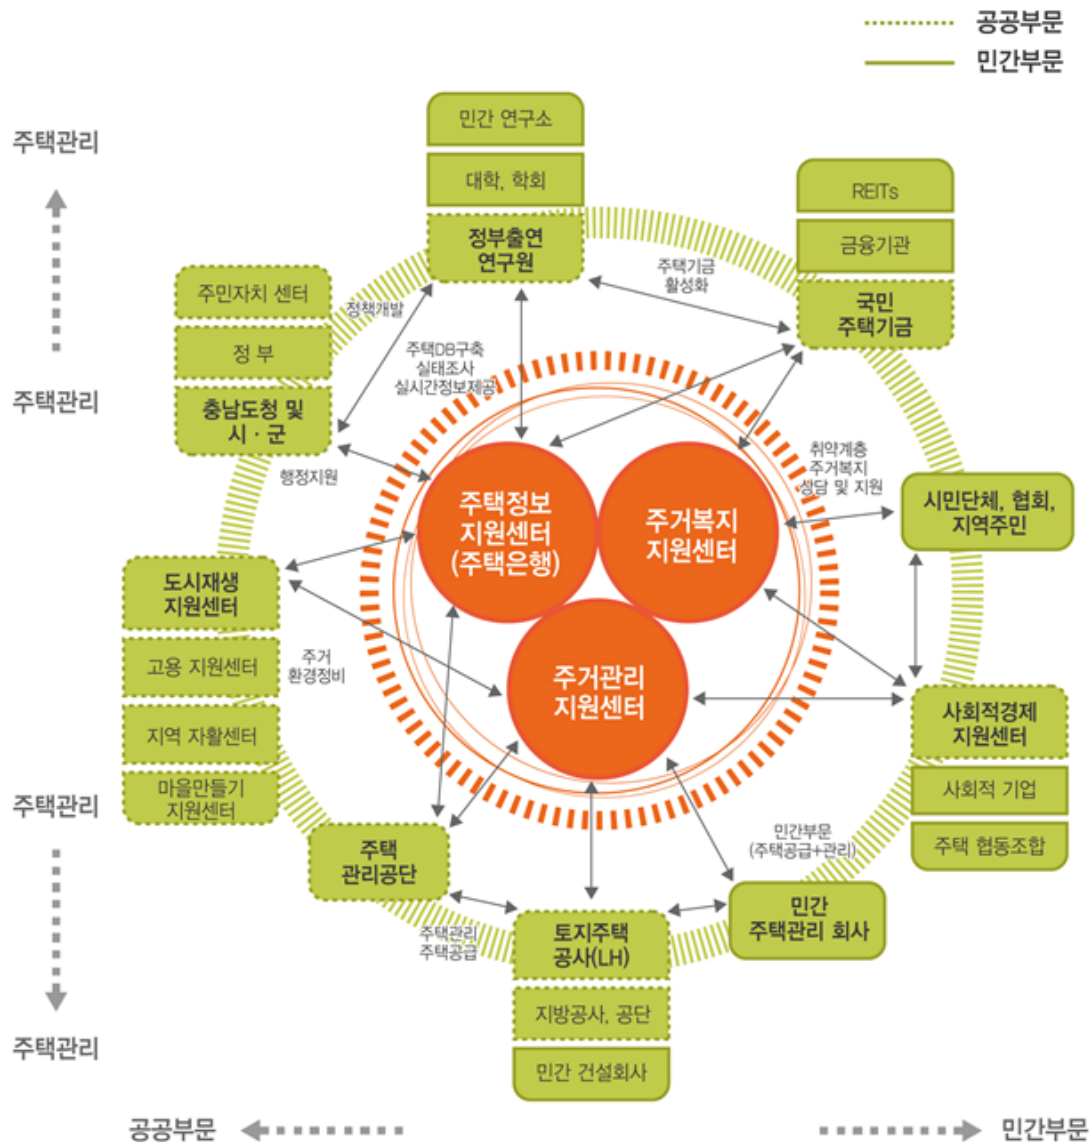 공공부문
민간부문
주택관리
주택관리
주택관리
주택관리
민간 연구소
대학, 학회
정부출연
연구원
REITs
금융기관
국민
주택기금
주택기금
활성화
주민자치 센터
정 부
충남도청 및
시 · 군
정책개발
주택DB구축
실태조사
실시간정보제공
행정지원
취약계층
주거복지
상담 및 지원
시민단체, 협회,
지역주민
주택정보
지원센터
(주택은행)
주거복지
지원센터
주거관리
지원센터
도시재생
지원센터
고용 지원센터
지역 자활센터
마을만들기
지원센터
주거
환경정비
사회적경제
지원센터
사회적 기업
주택 협동조합
민간부문
(주택공급+관리)
주택
관리공단
민간
주택관리 회사
주택관리
주택공급
토지주택
공사(LH)
지방공사, 공단
민간 건설회사
공공부문
민간부문